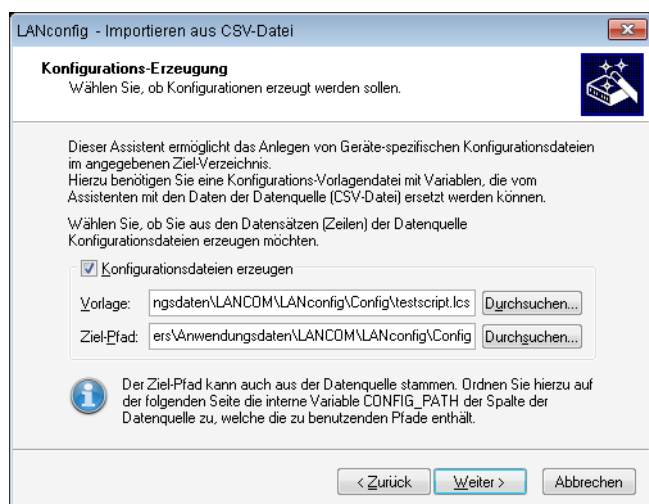 LANconfig - Importieren aus CSV-Datei
Konfigurations-Erzeugung
Wählen Sie, ob Konfigurationen erzeugt werden sollen.
Dieser Assistent ermöglicht das Anlegen von Geräte-spezifischen Konfigurationsdateien
im angegebenen Ziel-Verzeichnis.
Hierzu benötigen Sie eine Konfigurations-Vorlagendatei mit Variablen, die vom
Assistenten mit den Daten der Datenquelle (CSV-Datei) ersetzt werden können.
Wählen Sie, ob Sie aus den Datensätzen (Zeilen) der Datenquelle
Konfigurationsdateien erzeugen möchten.
Konfigurationsdateien erzeugen
Vorlage: ngsdaten\LANCOM\LANconfig\Config\testscript.lcs Durchsuchen...
Ziel-Pfad: ers\Anwendungsdaten\LANCOM\LANconfig\Config Durchsuchen...
Der Ziel-Pfad kann auch aus der Datenquelle stammen. Ordnen Sie hierzu auf
der folgenden Seite die interne Variable CONFIG_PATH der Spalte der
Datenquelle zu, welche die zu benutzenden Pfade enthält.
< Zurück Weiter > Abbrechen